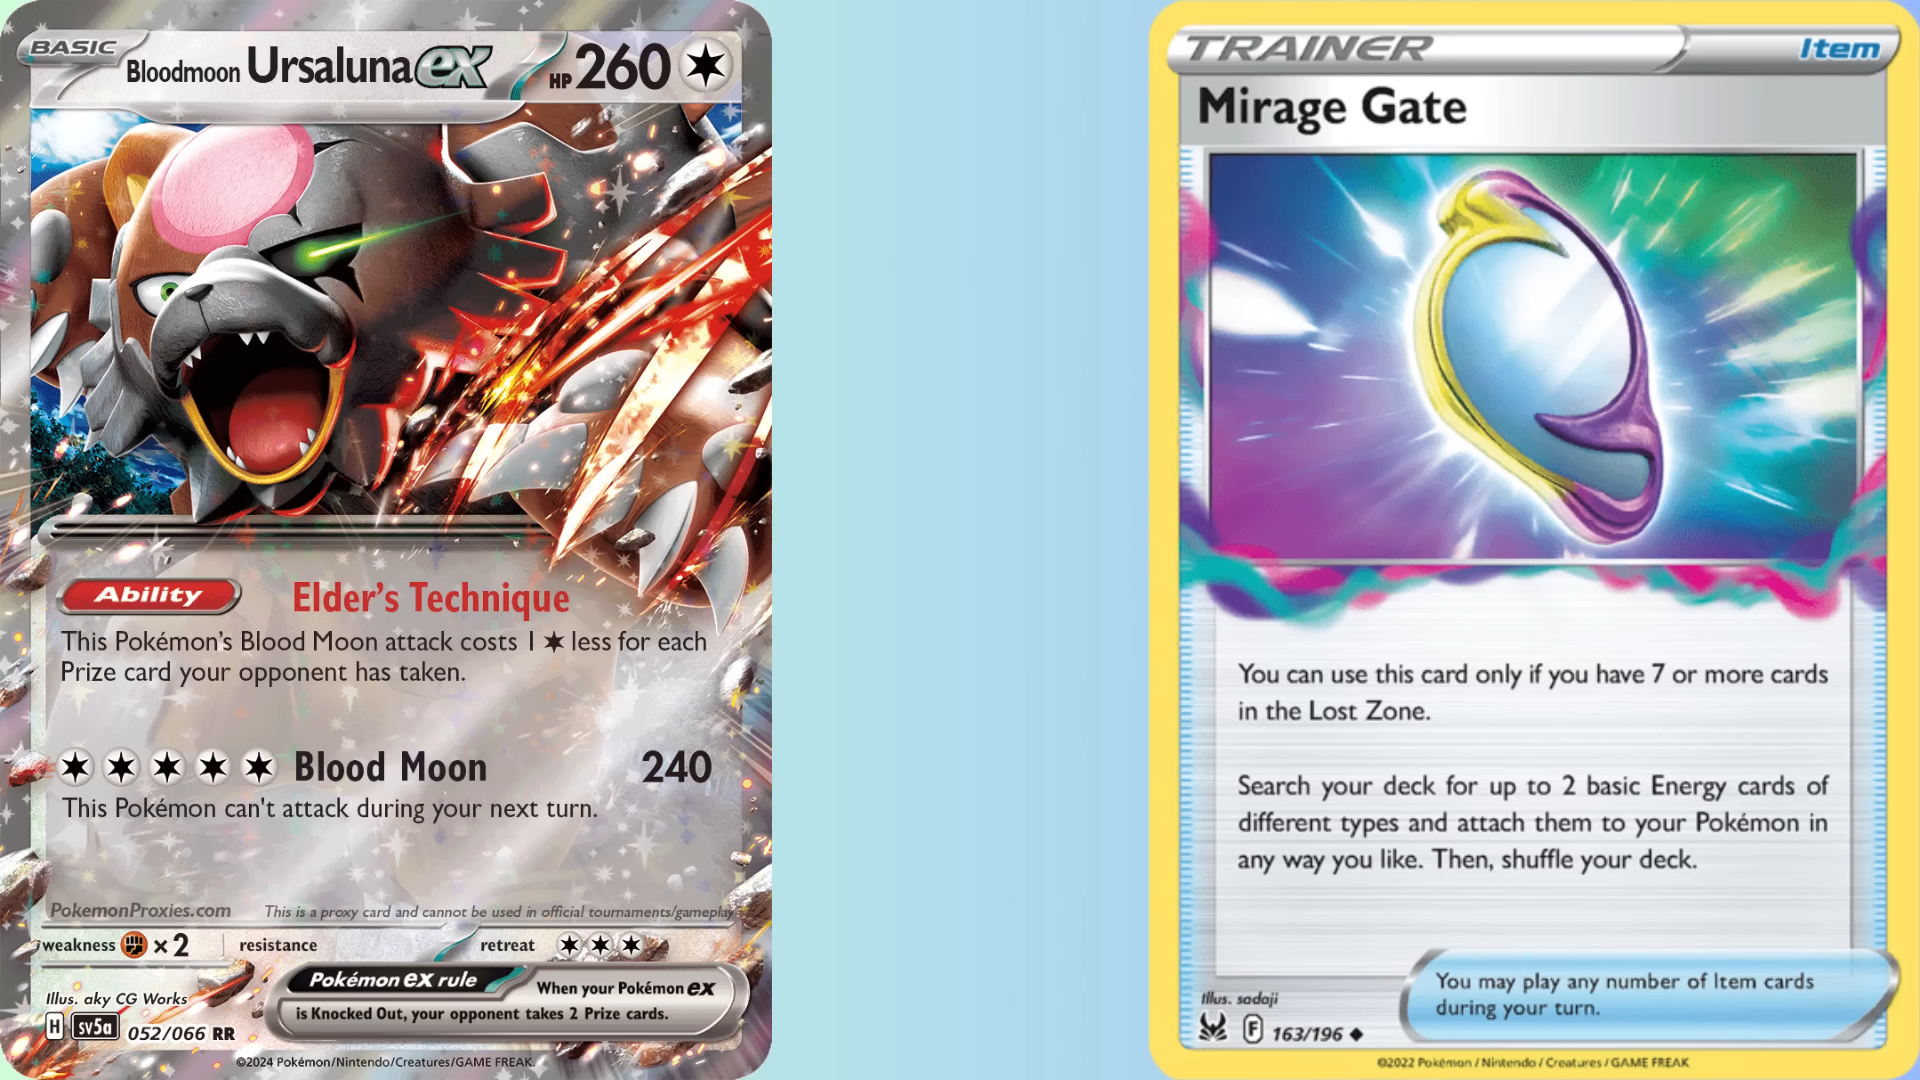 BASIC
Bloodmoon Ursaluna ex HP 260
Ability Elder's Technique
This Pokémon's Blood Moon attack costs 1 less for each
Prize card your opponent has taken.
Blood Moon 240
This Pokémon can't attack during your next turn.
PokemonProxies.com This is a proxy card and cannot be used in official tournaments/gameplay
weakness ×2 resistance retreat
Pokémon ex rule When your Pokémon ex
is Knocked Out, your opponent takes 2 Prize cards.
Illus. aky CG Works
H sv5a 052/066 RR
©2024 Pokémon/Nintendo/Creatures/GAME FREAK.
TRAINER Item
Mirage Gate
You can use this card only if you have 7 or more cards
in the Lost Zone.
Search your deck for up to 2 basic Energy cards of
different types and attach them to your Pokémon in
any way you like. Then, shuffle your deck.
You may play any number of Item cards
during your turn.
Illus. sadaji
F 163/196
©2022 Pokémon / Nintendo / Creatures / GAME FREAK